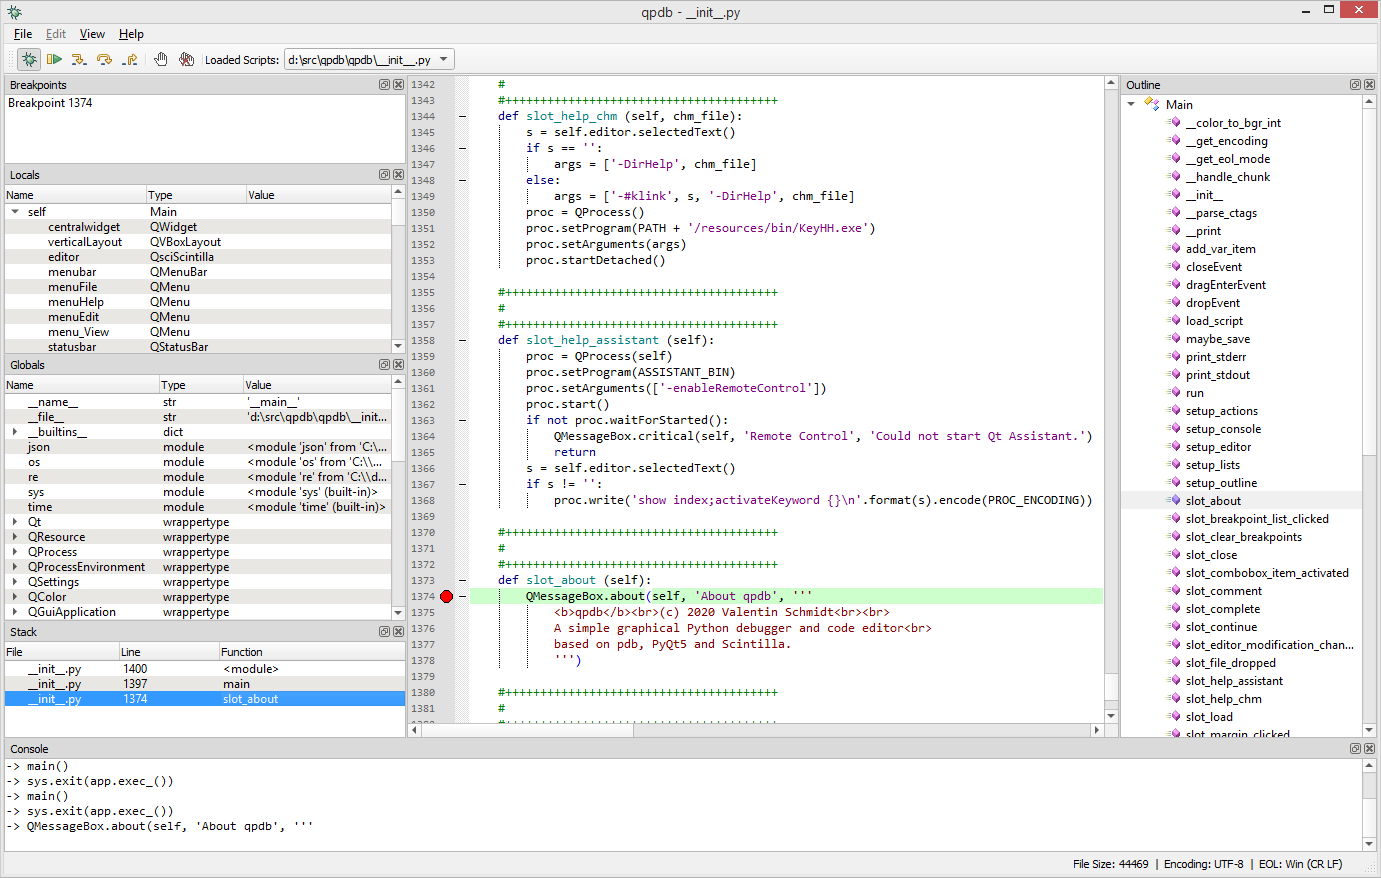 qpdb - __init__.py
File Edit View Help
Loaded Scripts: d:\src\qpdb\qpdb\__init__.py
Breakpoints
Breakpoint 1374
Locals
Name Type Value
self Main
centralwidget QWidget
verticalLayout QVBoxLayout
editor QsciScintilla
menubar QMenuBar
menuFile QMenu
menuHelp QMenu
menuEdit QMenu
menu_View QMenu
statusbar QStatusBar
Globals
Name Type Value
__name__ str '__main__'
__file__ str 'd:\src\qpdb\qpdb\__init...
__builtins__ dict
json module <module 'json' from 'C:\...
os module <module 'os' from 'C:\\...
re module <module 're' from 'C:\\d...
sys module <module 'sys' (built-in)>
time module <module 'time' (built-in)>
Qt wrappertype
QResource wrappertype
QProcess wrappertype
QProcessEnvironment wrappertype
QSettings wrappertype
QColor wrappertype
QGuiApplication wrappertype
Stack
File Line Function
__init__.py 1400 <module>
__init__.py 1397 main
__init__.py 1374 slot_about
1342 #
1343 #+++++++++++++++++++++++++++++++++++++++
1344 def slot_help_chm (self, chm_file):
1345 s = self.editor.selectedText()
1346 if s == '':
1347 args = ['-DirHelp', chm_file]
1348 else:
1349 args = ['-#klink', s, '-DirHelp', chm_file]
1350 proc = QProcess()
1351 proc.setProgram(PATH + '/resources/bin/KeyHH.exe')
1352 proc.setArguments(args)
1353 proc.startDetached()
1354
1355 #+++++++++++++++++++++++++++++++++++++++
1356 #
1357 #+++++++++++++++++++++++++++++++++++++++
1358 def slot_help_assistant (self):
1359 proc = QProcess(self)
1360 proc.setProgram(ASSISTANT_BIN)
1361 proc.setArguments(['-enableRemoteControl'])
1362 proc.start()
1363 if not proc.waitForStarted():
1364 QMessageBox.critical(self, 'Remote Control', 'Could not start Qt Assistant.')
1365 return
1366 s = self.editor.selectedText()
1367 if s != '':
1368 proc.write('show index;activateKeyword {}\n'.format(s).encode(PROC_ENCODING))
1369
1370 #+++++++++++++++++++++++++++++++++++++++
1371 #
1372 #+++++++++++++++++++++++++++++++++++++++
1373 def slot_about (self):
1374 QMessageBox.about(self, 'About qpdb', '''
1375 <b>qpdb</b><br>(c) 2020 Valentin Schmidt<br><br>
1376 A simple graphical Python debugger and code editor<br>
1377 based on pdb, PyQt5 and Scintilla.
1378 ''')
1379
1380 #+++++++++++++++++++++++++++++++++++++++
1381 #
1382 #+++++++++++++++++++++++++++++++++++++++
Outline
Main
__color_to_bgr_int
__get_encoding
__get_eol_mode
__handle_chunk
__init__
__parse_ctags
__print
add_var_item
closeEvent
dragEnterEvent
dropEvent
load_script
maybe_save
print_stderr
print_stdout
run
setup_actions
setup_console
setup_editor
setup_lists
setup_outline
slot_about
slot_breakpoint_list_clicked
slot_clear_breakpoints
slot_close
slot_combobox_item_activated
slot_comment
slot_complete
slot_continue
slot_editor_modification_chan...
slot_file_dropped
slot_help_assistant
slot_help_chm
slot_load
slot_margin_clicked
Console
-> main()
-> sys.exit(app.exec_())
-> main()
-> sys.exit(app.exec_())
-> QMessageBox.about(self, 'About qpdb', '''
File Size: 44469 | Encoding: UTF-8 | EOL: Win (CR LF)